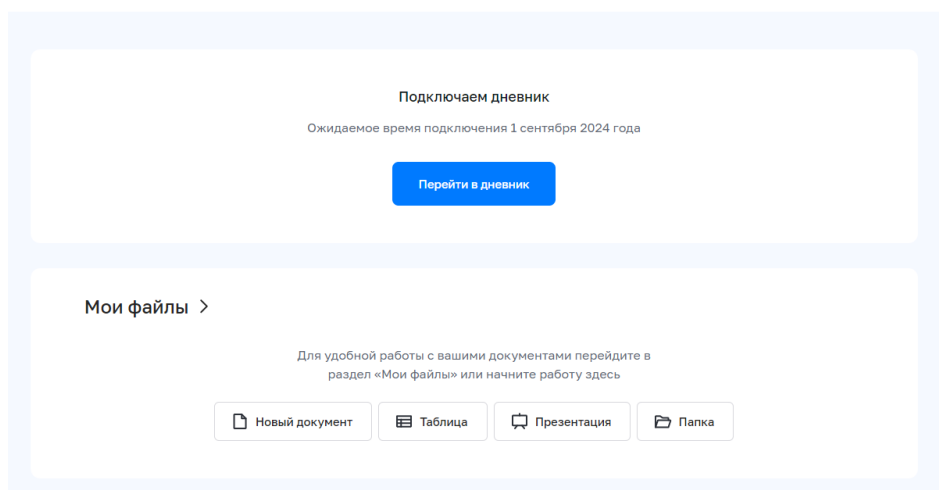 Подключаем дневник
Ожидаемое время подключения 1 сентября 2024 года
Перейти в дневник
Мои файлы
Для удобной работы с вашими документами перейдите в
раздел «Мои файлы» или начните работу здесь
Новый документ Таблица Презентация Папка